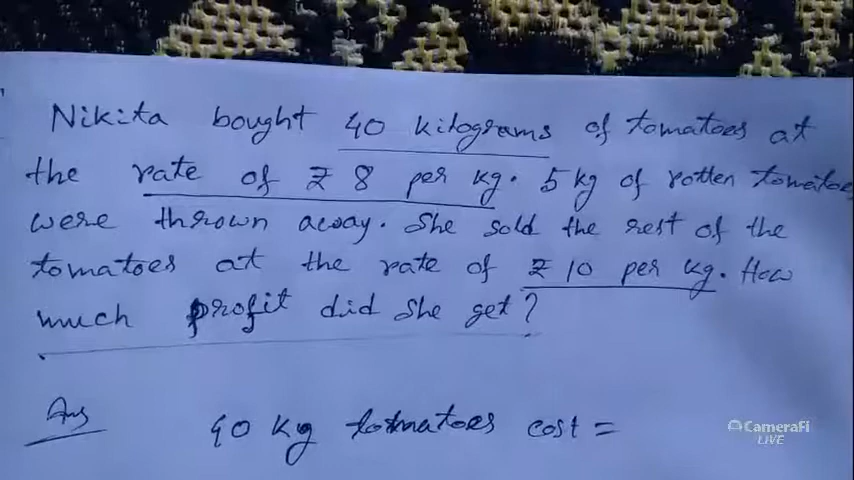 Nikita bought 40 kilograms of tomatoes at
the rate of ₹ 8 per kg. 5 kg of rotten tomatoes
were thrown away. She sold the rest of the
tomatoes at the rate of ₹ 10 per kg. How
much profit did she get?
Ans 40 kg tomatoes cost =
CameraFi
LIVE